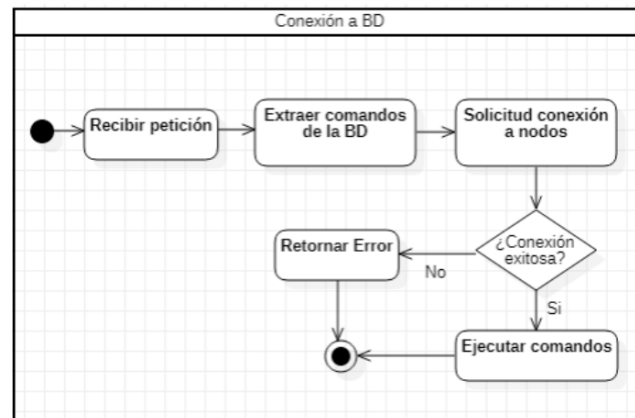 Conexión a BD
Recibir petición
Extraer comandos
de la BD
Solicitud conexión
a nodos
¿Conexión
exitosa?
Retornar Error
No
Si
Ejecutar comandos